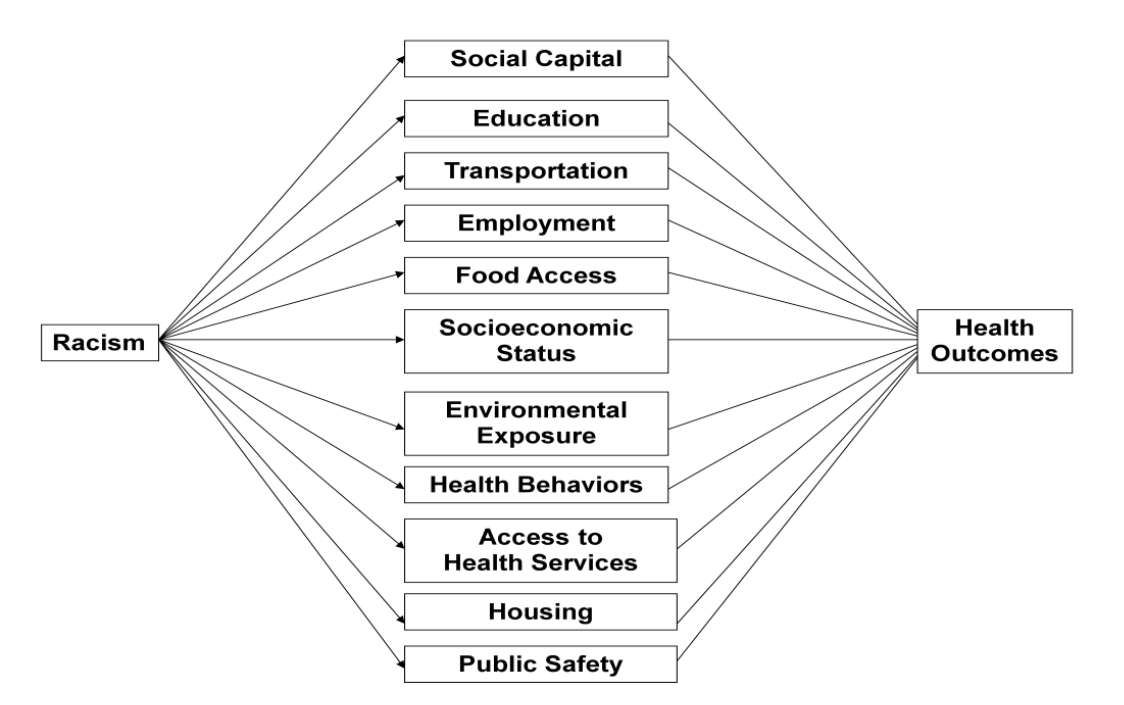 Social Capital
Education
Transportation
Employment
Food Access
Racism
Socioeconomic
Status
Health
Outcomes
Environmental
Exposure
Health Behaviors
Access to
Health Services
Housing
Public Safety